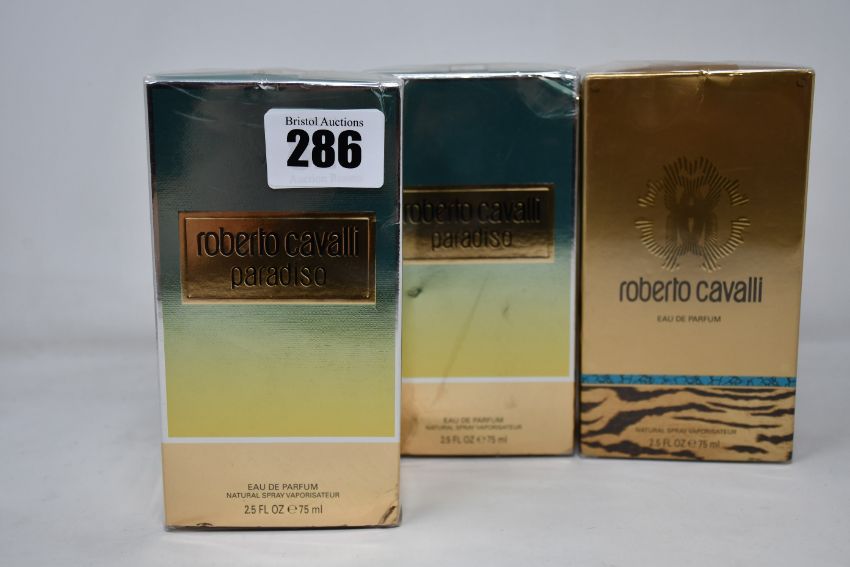 Bristol Auctions
286
Auction Rooms
roberto cavalli
paradiso
EAU DE PARFUM
NATURAL SPRAY VAPORISATEUR
2.5 FL OZ e 75 ml
roberto cavalli
paradiso
EAU DE PARFUM
NATURAL SPRAY VAPORISATEUR
2.5 FL OZ e 75 ml
roberto cavalli
EAU DE PARFUM
NATURAL SPRAY VAPORISATEUR
2.5 FL OZ e 75 ml